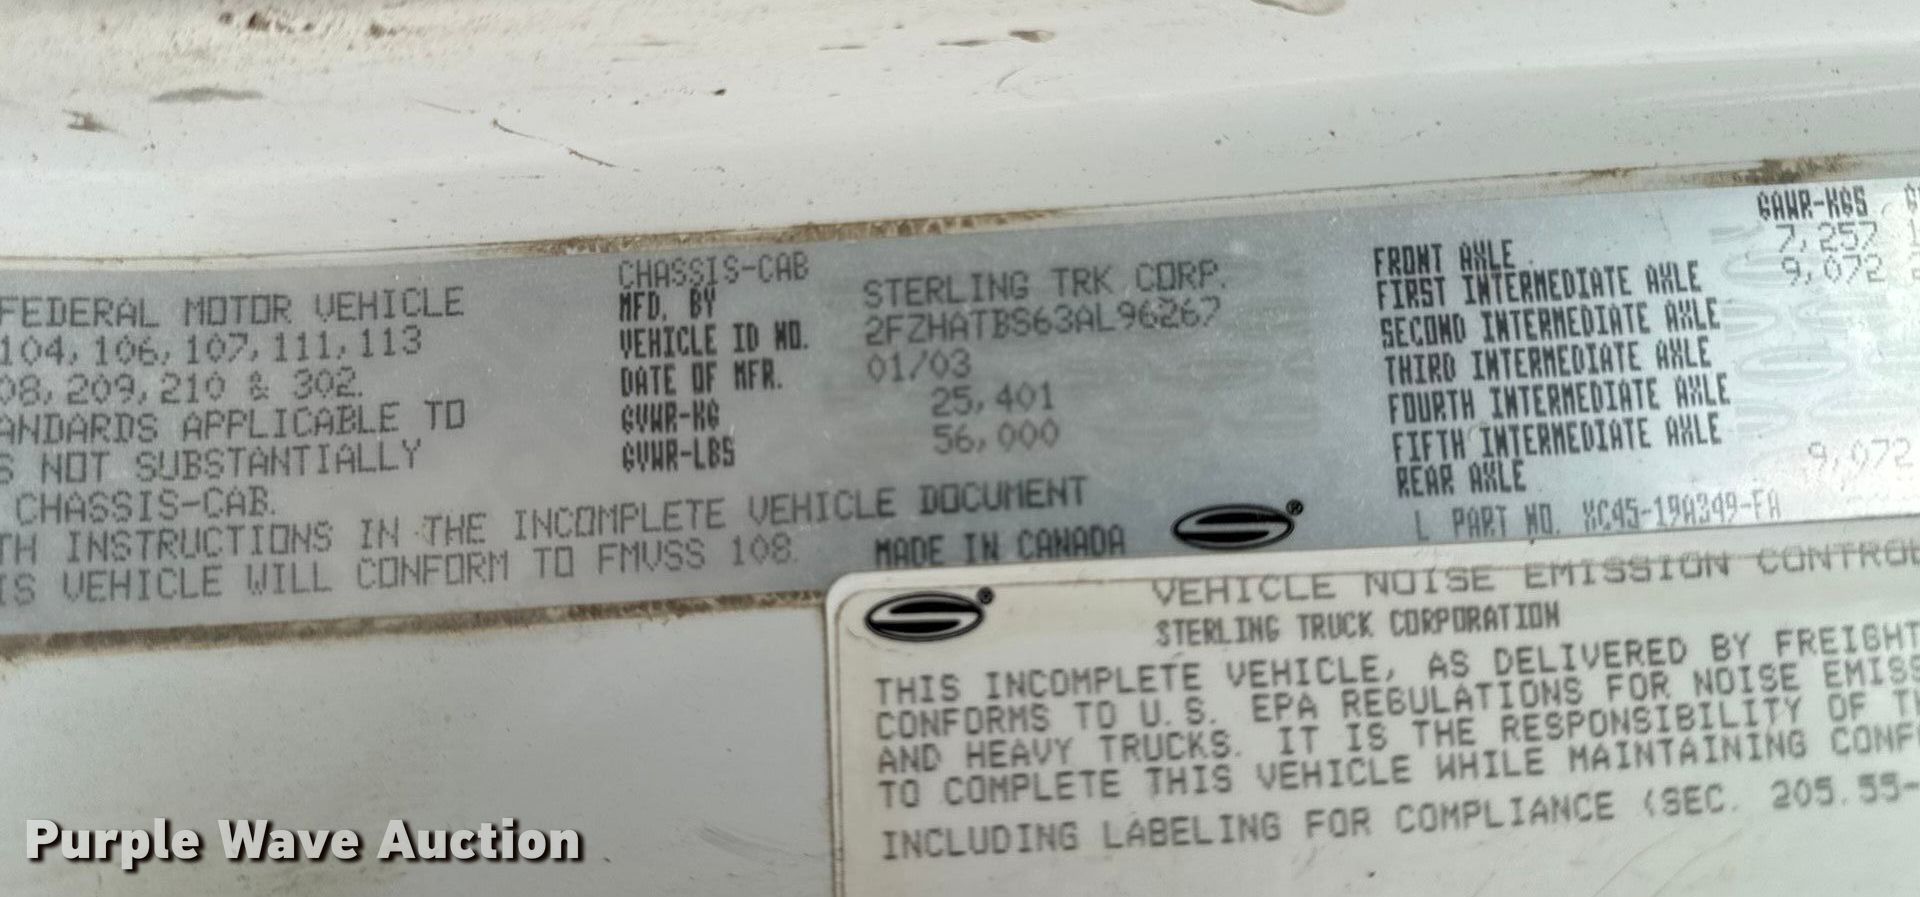 FEDERAL MOTOR VEHICLE
104, 106, 107, 111, 113
08, 209, 210 & 302.
ANDARDS APPLICABLE TO
S NOT SUBSTANTIALLY
CHASSIS-CAB.
TH INSTRUCTIONS IN THE INCOMPLETE VEHICLE DOCUMENT
IS VEHICLE WILL CONFORM TO FMVSS 108.
CHASSIS-CAB
MFD. BY STERLING TRK CORP.
VEHICLE ID NO. 2FZHATBS63AL96267
DATE OF MFR. 01/03
GVWR-KG 25,401
GVWR-LBS 56,000
MADE IN CANADA
GAWR-KGS
FRONT AXLE 7,257
FIRST INTERMEDIATE AXLE 9,072
SECOND INTERMEDIATE AXLE
THIRD INTERMEDIATE AXLE
FOURTH INTERMEDIATE AXLE
FIFTH INTERMEDIATE AXLE
REAR AXLE 9,072
L PART NO. XC45-19A349-FA
VEHICLE NOISE EMISSION CONTROL
STERLING TRUCK CORPORATION
THIS INCOMPLETE VEHICLE, AS DELIVERED BY FREIGHT
CONFORMS TO U.S. EPA REGULATIONS FOR NOISE EMISS
AND HEAVY TRUCKS. IT IS THE RESPONSIBILITY OF TH
TO COMPLETE THIS VEHICLE WHILE MAINTAINING CONF
INCLUDING LABELING FOR COMPLIANCE (SEC. 205.55-
Purple Wave Auction